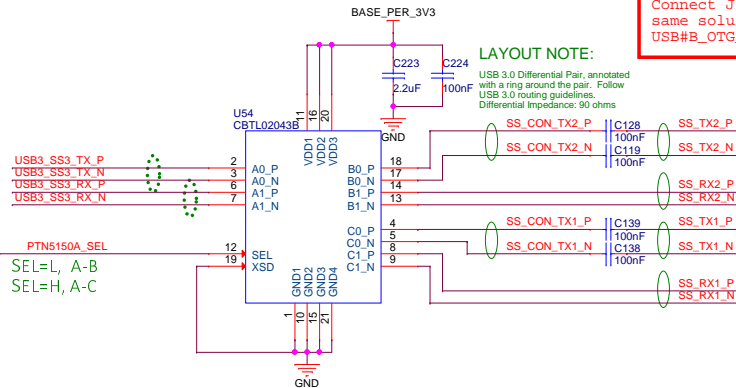 Connect J
same solu
USB#B_OTG_
BASE_PER_3V3
LAYOUT NOTE:
USB 3.0 Differential Pair, annotated
with a ring around the pair. Follow
USB 3.0 routing guidelines.
Differential Impedance: 90 ohms
C223
2.2uF
C224
100nF
GND
U54
CBTL02043B
11
16
20
VDD1
VDD2
VDD3
USB3_SS3_TX_P
2
A0_P
USB3_SS3_TX_N
3
A0_N
USB3_SS3_RX_P
6
A1_P
USB3_SS3_RX_N
7
A1_N
PTN5150A_SEL
12
SEL
19
XSD
SEL=L, A-B
SEL=H, A-C
B0_P
18
B0_N
17
B1_P
14
B1_N
13
C0_P
4
C0_N
5
C1_P
8
C1_N
9
SS_CON_TX2_P
C128
100nF
SS_TX2_P
SS_CON_TX2_N
C119
100nF
SS_TX2_N
SS_RX2_P
SS_RX2_N
SS_CON_TX1_P
C139
100nF
SS_TX1_P
SS_CON_TX1_N
C138
100nF
SS_TX1_N
SS_RX1_P
SS_RX1_N
GND1
GND2
GND3
GND4
1
10
15
21
GND